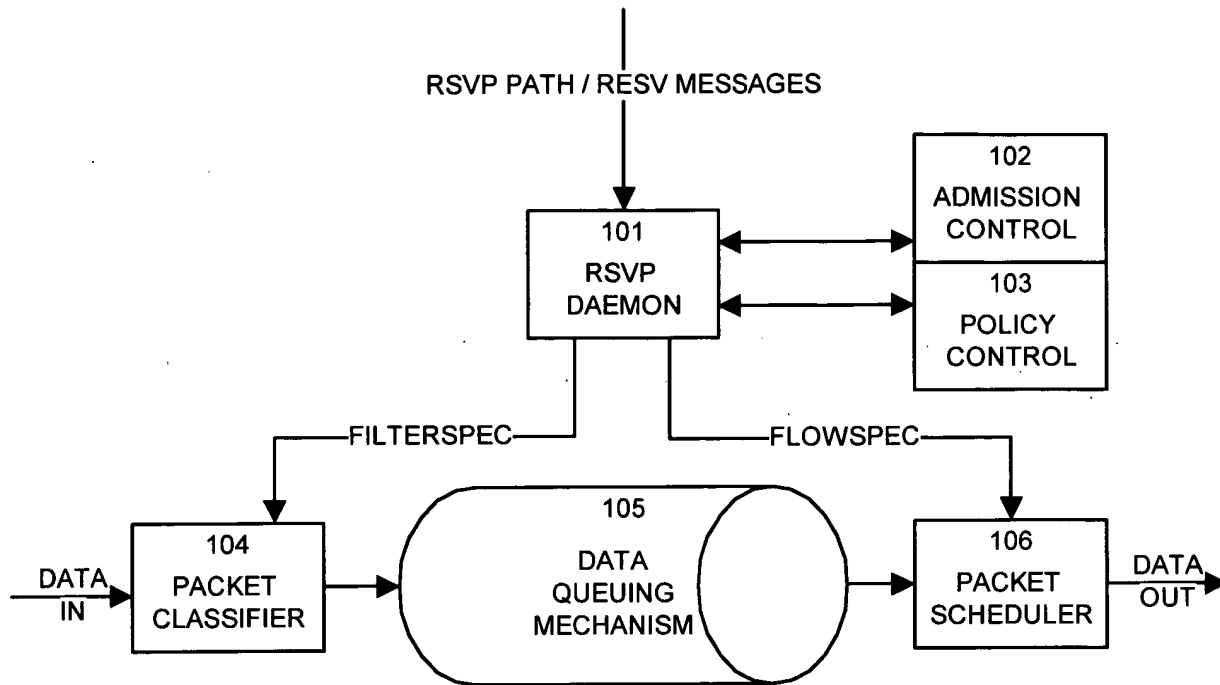 RSVP PATH / RESV MESSAGES
102
ADMISSION
CONTROL
101
RSVP
DAEMON
103
POLICY
CONTROL
FILTERSPEC
FLOWSPEC
DATA
IN
104
PACKET
CLASSIFIER
105
DATA
QUEUING
MECHANISM
106
PACKET
SCHEDULER
DATA
OUT